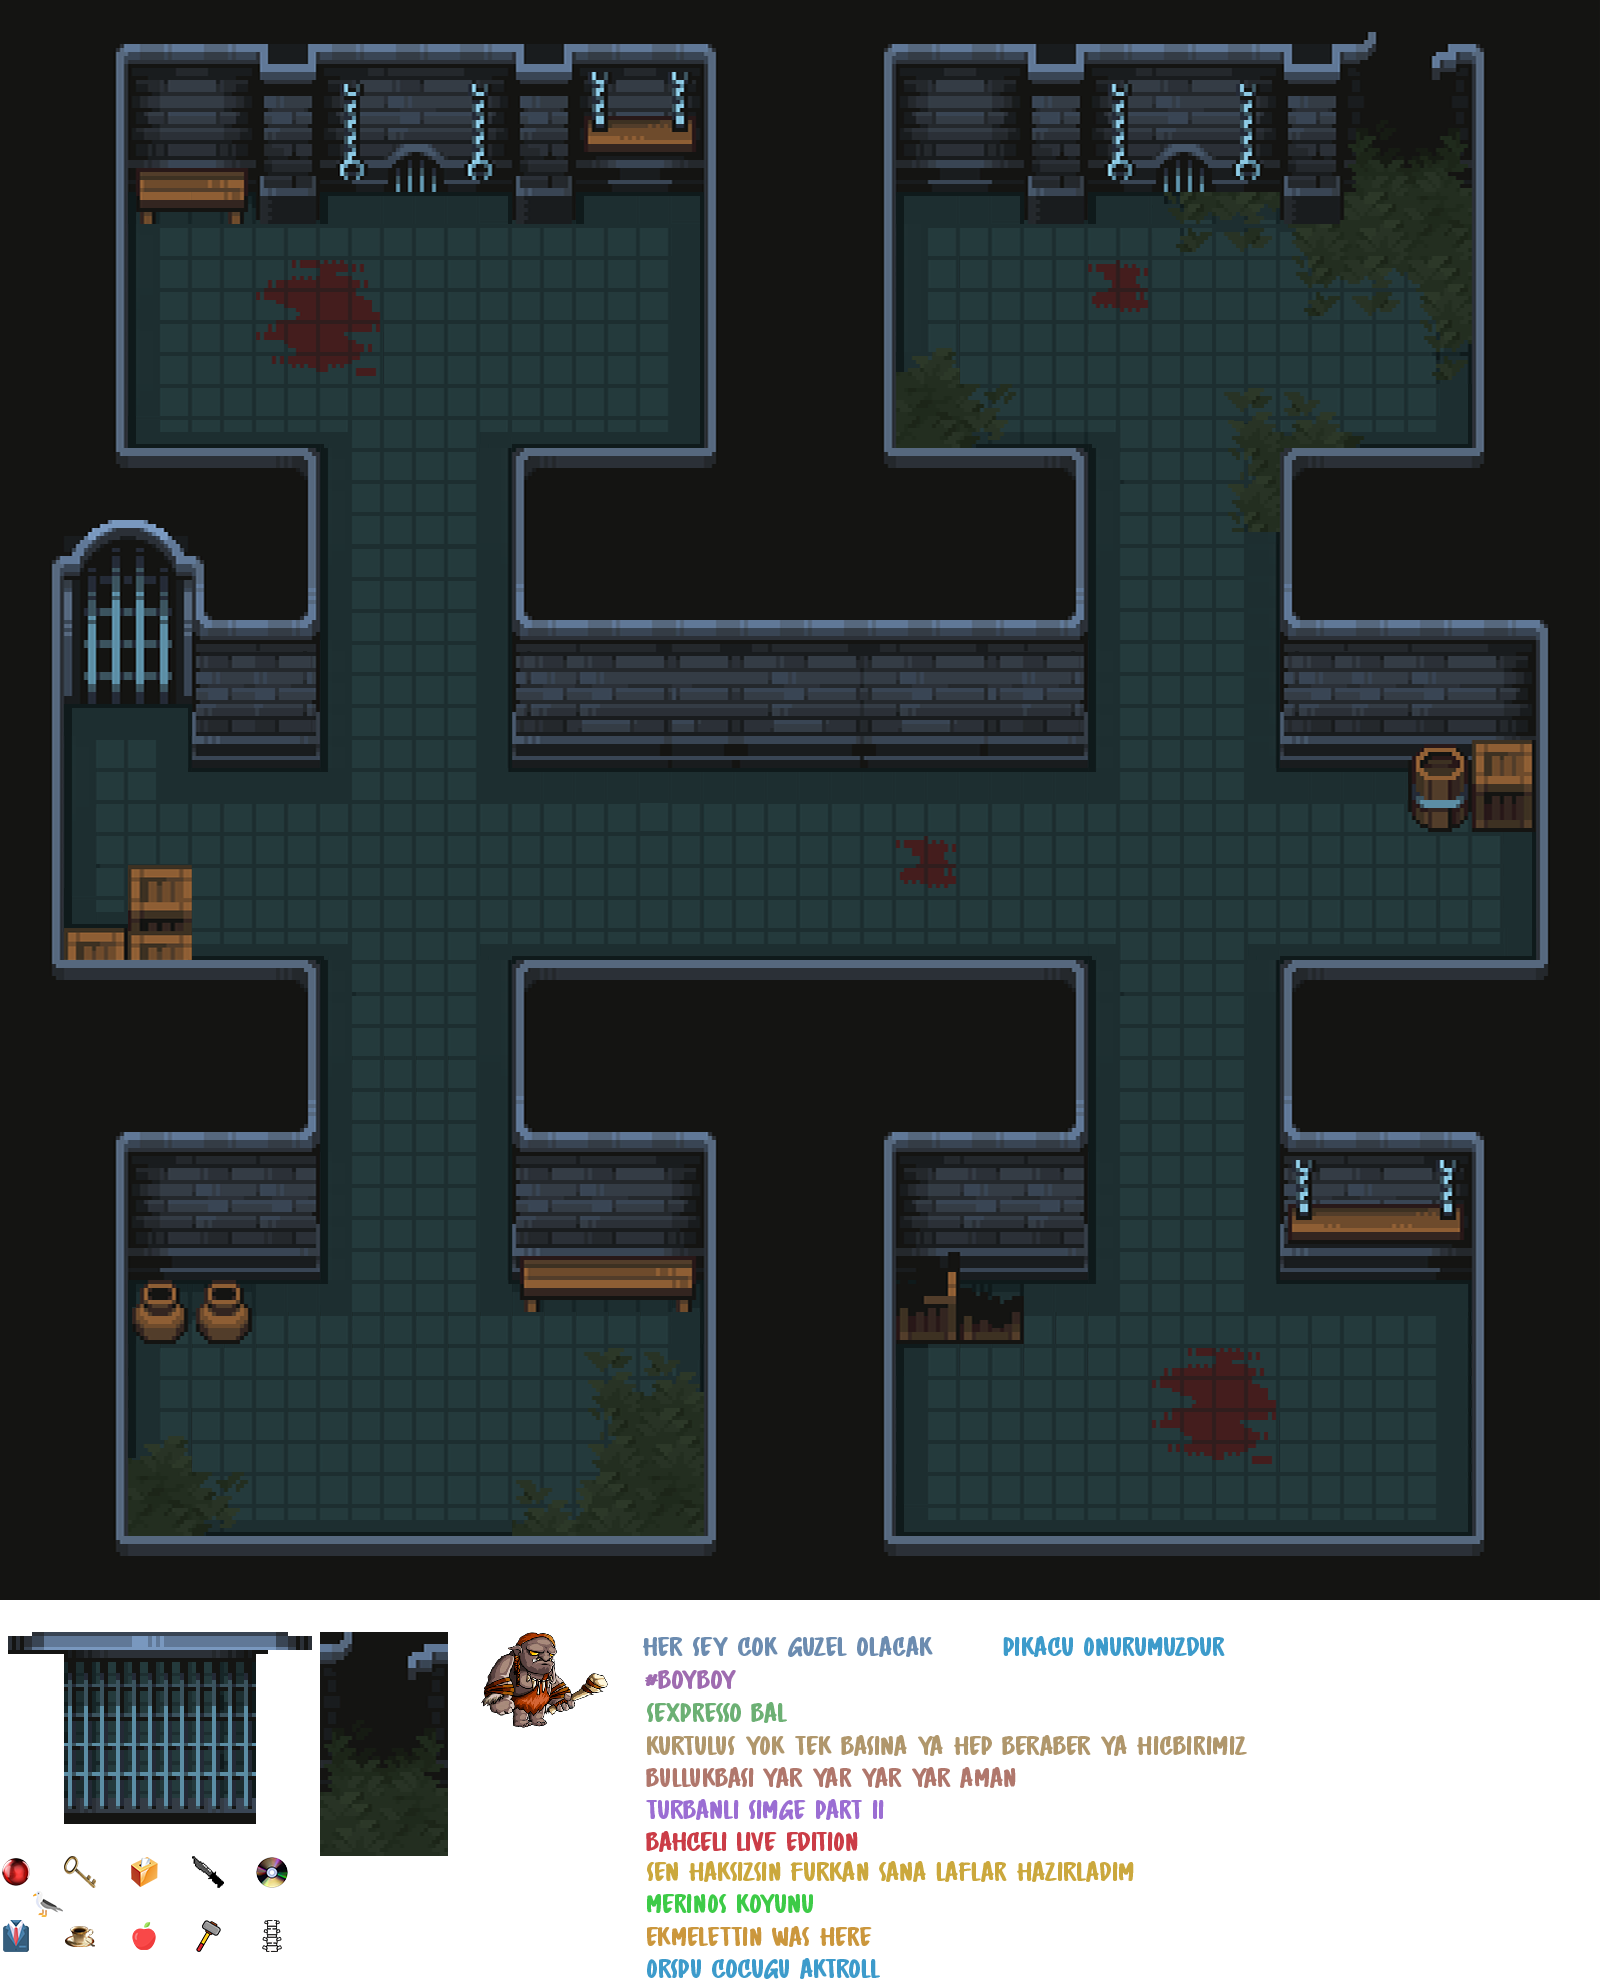 HER SEY COK GUZEL OLACAK PIKACU ONURUMUZDUR
#BOYBOY
SEXPRESSO BAL
KURTULUS YOK TEK BASINA YA HEP BERABER YA HICBIRIMIZ
BULLUKBASI YAR YAR YAR YAR AMAN
TURBANLI SIMGE PART II
BAHCELI LIVE EDITION
SEN HAKSIZSIN FURKAN SANA LAFLAR HAZIRLADIM
MERINOS KOYUNU
EKMELETTIN WAS HERE
ORSPU COCUGU AKTROLL